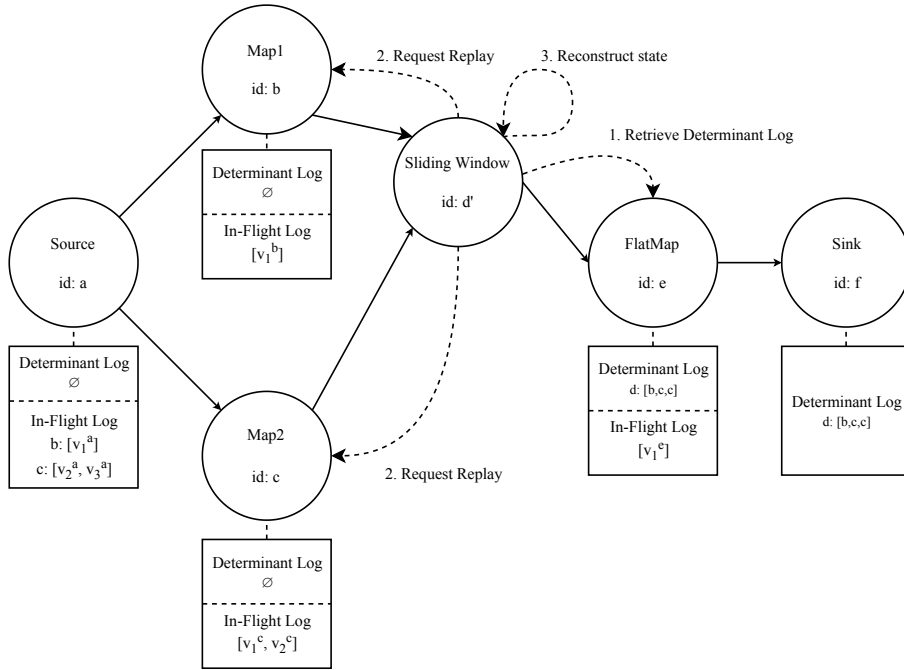 Map1
id: b
Determinant Log
∅
In-Flight Log
[v₁ᵇ]
2. Request Replay
3. Reconstruct state
1. Retrieve Determinant Log
Sliding Window
id: d'
Source
id: a
Determinant Log
∅
In-Flight Log
b: [v₁ᵃ]
c: [v₂ᵃ, v₃ᵃ]
Map2
id: c
Determinant Log
∅
In-Flight Log
[v₁ᶜ, v₂ᶜ]
2. Request Replay
FlatMap
id: e
Determinant Log
d: [b,c,c]
In-Flight Log
[v₁ᵉ]
Sink
id: f
Determinant Log
d: [b,c,c]